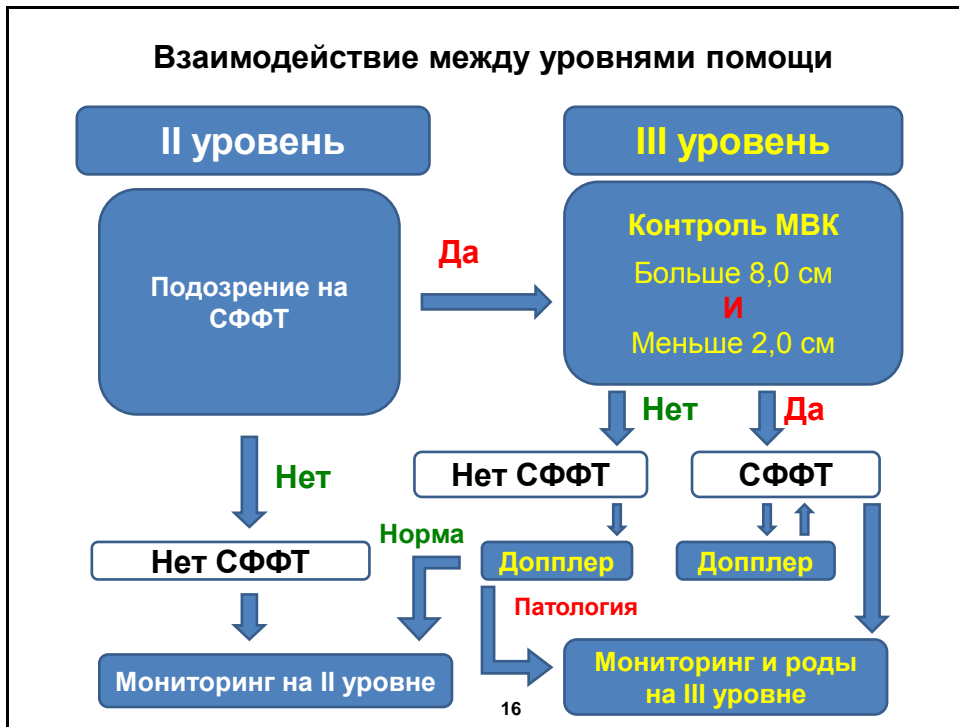 Взаимодействие между уровнями помощи
II уровень
III уровень
Подозрение на
СФФТ
Да
Контроль МВК
Больше 8,0 см
И
Меньше 2,0 см
Нет
Нет
Да
Нет СФФТ
СФФТ
Нет СФФТ
Норма
Допплер
Допплер
Патология
Мониторинг на II уровне
Мониторинг и роды
на III уровне
16